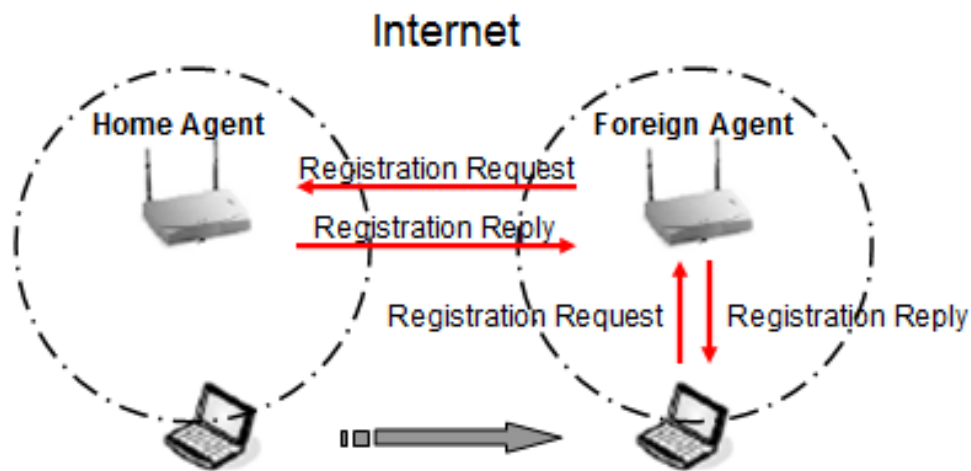 Internet
Home Agent
Foreign Agent
Registration Request
Registration Reply
Registration Request
Registration Reply